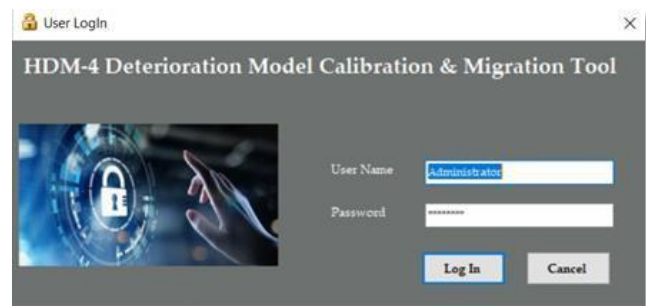 User LogIn
HDM-4 Deterioration Model Calibration & Migration Tool
User Name
Administrator
Password
********
Log In
Cancel